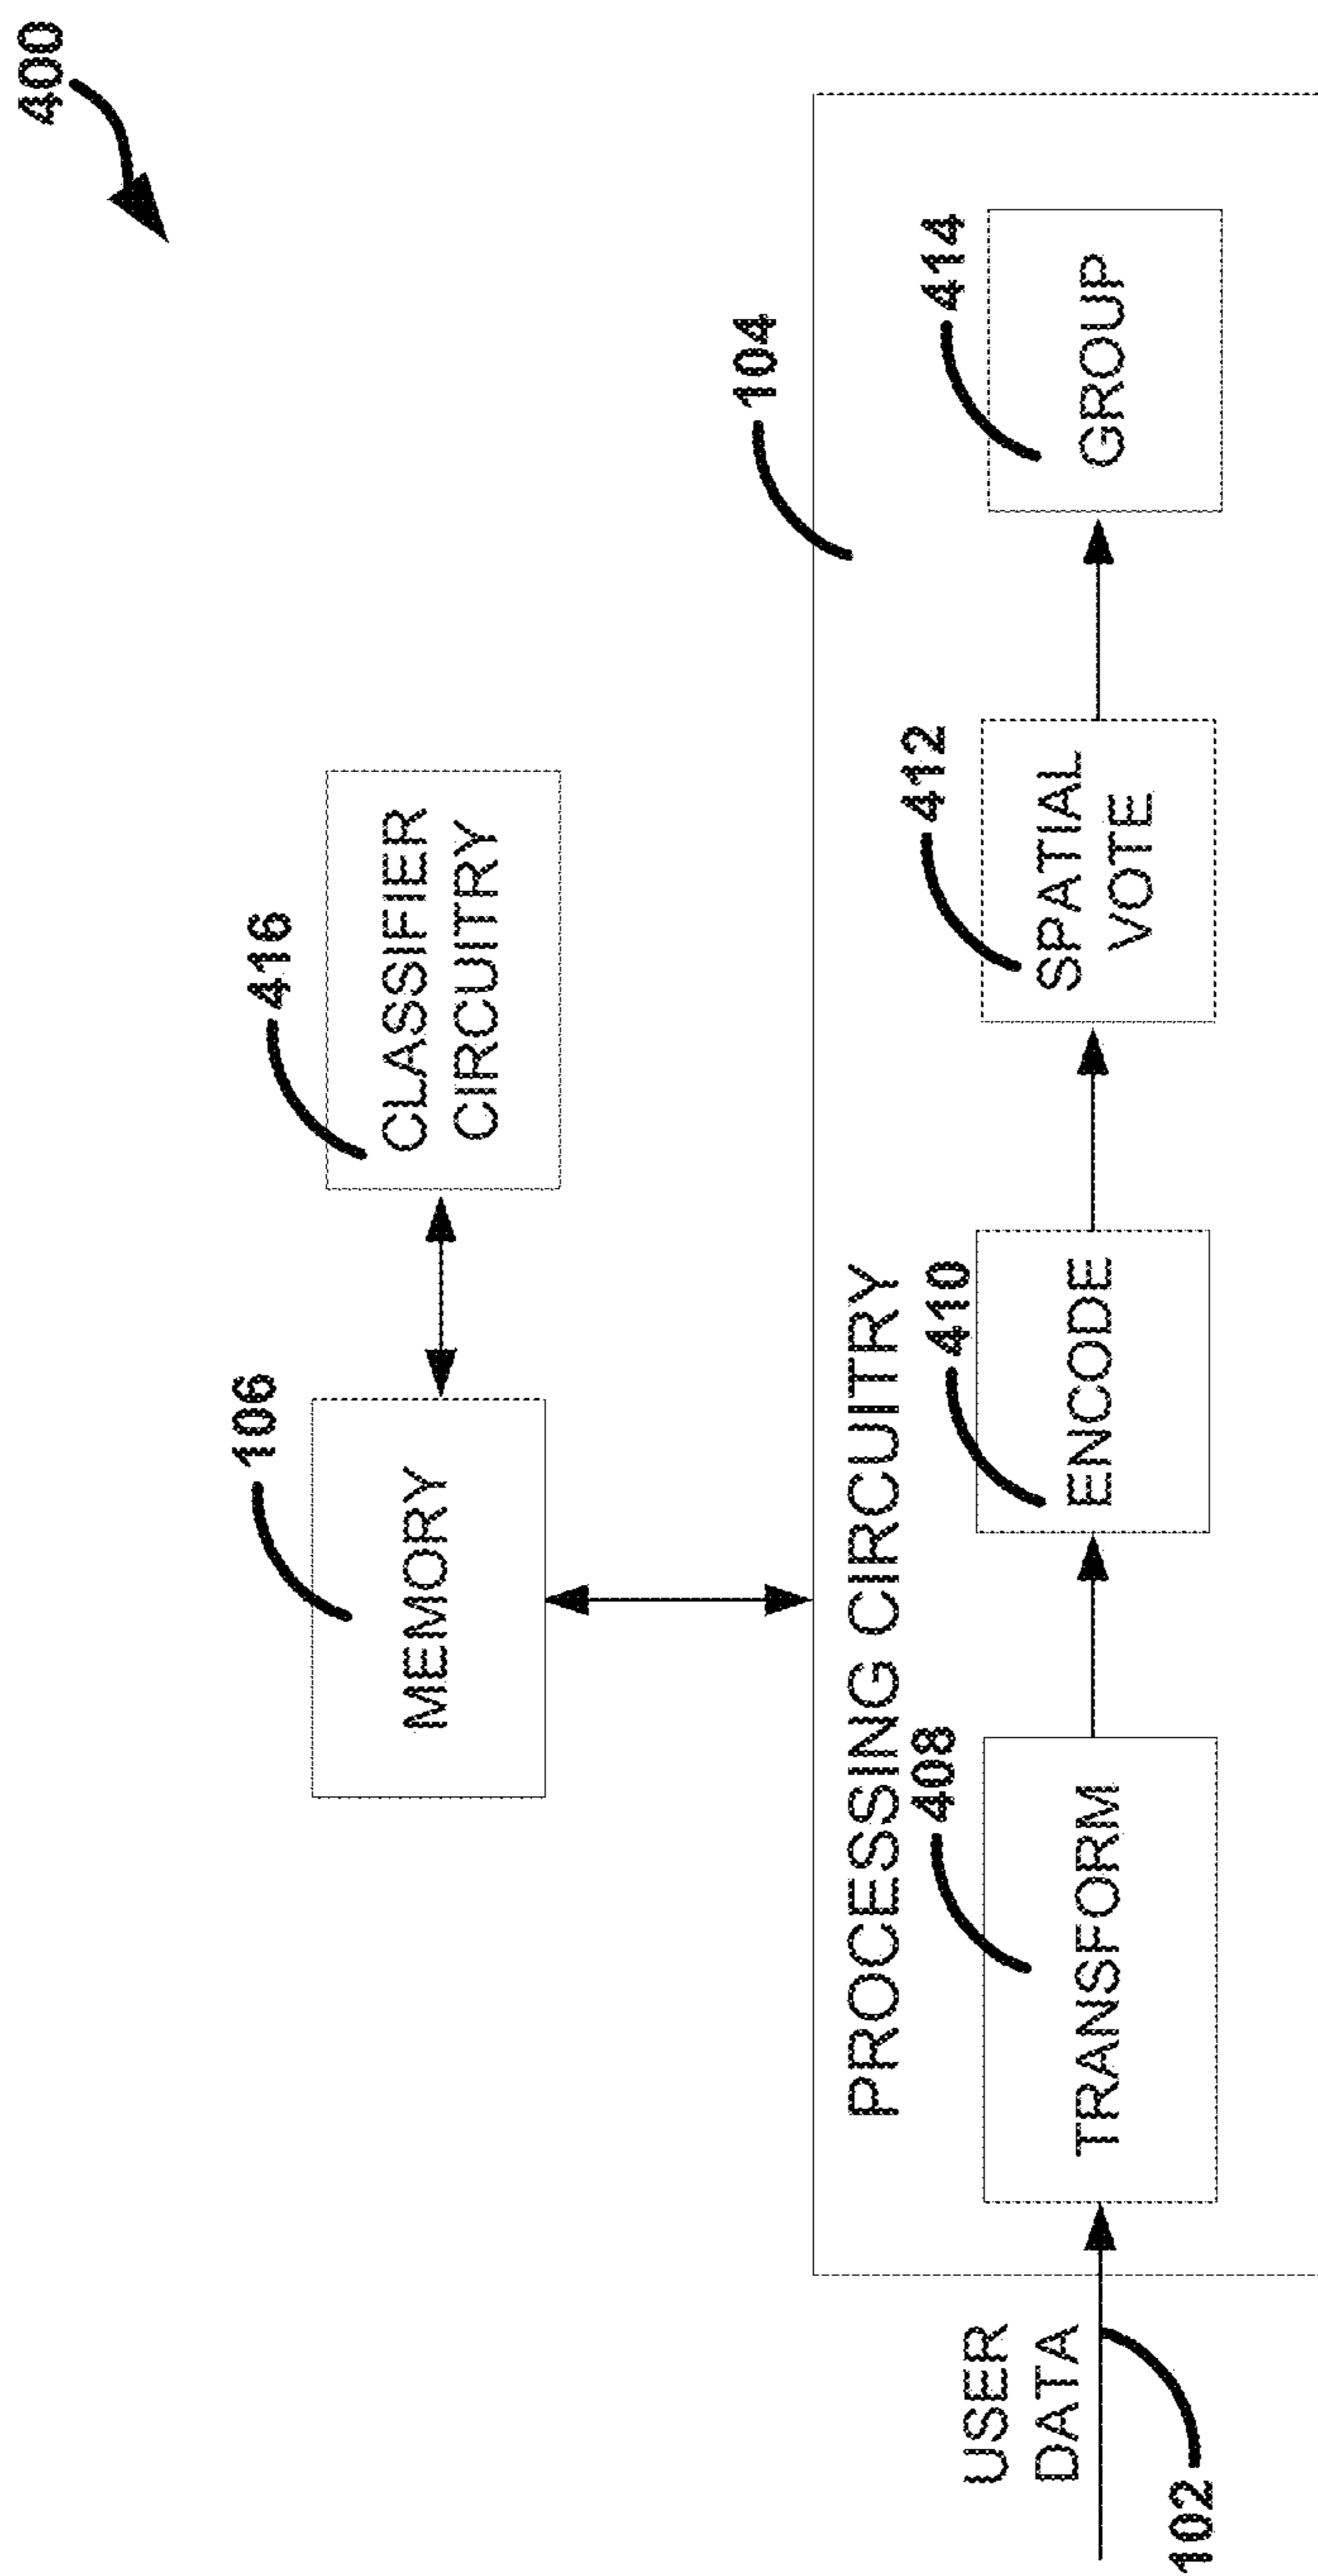 400
106
416
MEMORY
CLASSIFIER
CIRCUITRY
104
PROCESSING CIRCUITRY
408
410
412
414
USER
DATA
TRANSFORM
ENCODE
SPATIAL
VOTE
GROUP
102